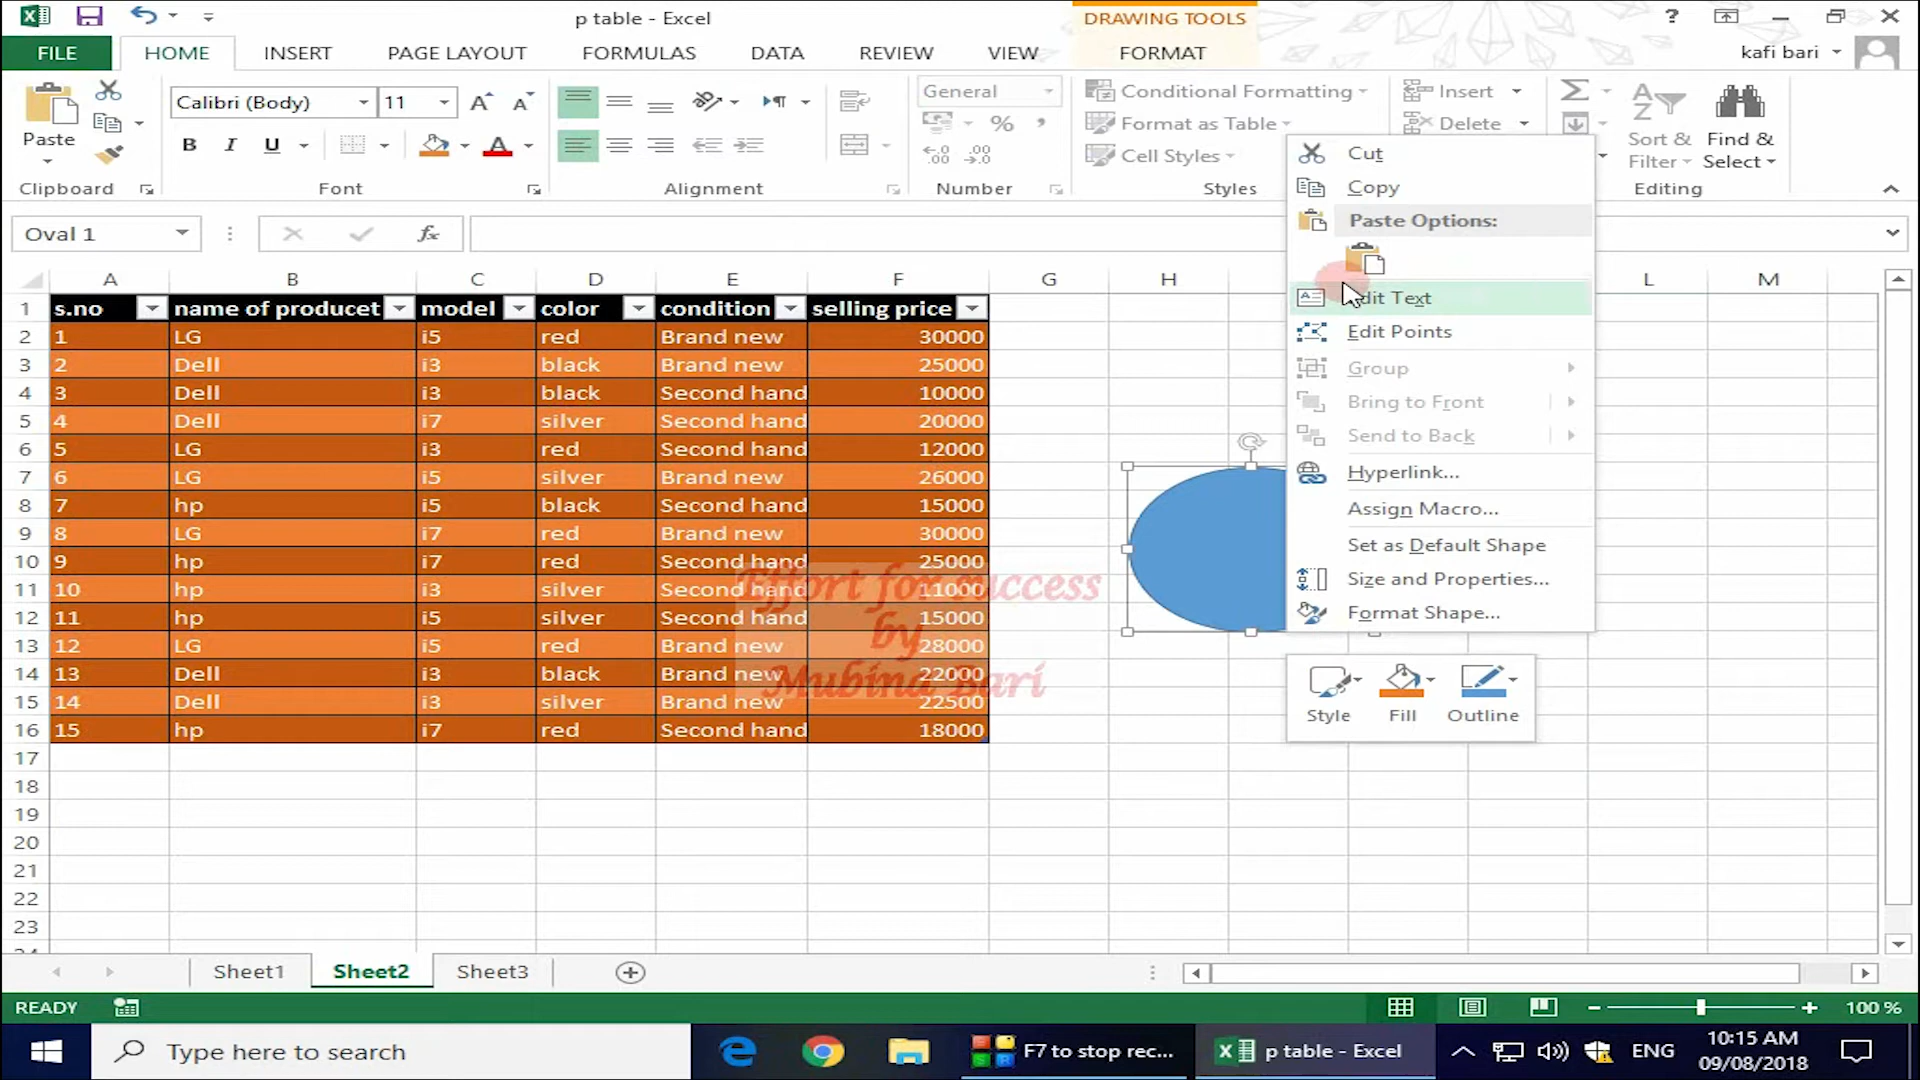 p table - Excel
DRAWING TOOLS
?
FILE HOME INSERT PAGE LAYOUT FORMULAS DATA REVIEW VIEW FORMAT
kafi bari
Paste
Clipboard
Calibri (Body) 11
B I U
Font
Alignment
General
%
Number
Conditional Formatting
Format as Table
Cell Styles
Styles
Insert
Delete
Sort & Filter
Find & Select
Editing
Oval 1
fx
A B C D E F G H L M
1 s.no name of producet model color condition selling price
2 1 LG i5 red Brand new 30000
3 2 Dell i3 black Brand new 25000
4 3 Dell i3 black Second hand 10000
5 4 Dell i7 silver Second hand 20000
6 5 LG i3 red Second hand 12000
7 6 LG i5 silver Brand new 26000
8 7 hp i5 black Second hand 15000
9 8 LG i7 red Brand new 30000
10 9 hp i7 red Second hand 25000
11 10 hp i3 silver Second hand 11000
12 11 hp i5 silver Second hand 15000
13 12 LG i5 red Brand new 28000
14 13 Dell i3 black Brand new 22000
15 14 Dell i3 silver Brand new 22500
16 15 hp i7 red Second hand 18000
17
18
19
20
21
22
23
Effort for success
by
Mubina Bari
Cut
Copy
Paste Options:
Edit Text
Edit Points
Group
Bring to Front
Send to Back
Hyperlink...
Assign Macro...
Set as Default Shape
Size and Properties...
Format Shape...
Style Fill Outline
Sheet1 Sheet2 Sheet3
READY
100 %
Type here to search
F7 to stop rec...
p table - Excel
ENG
10:15 AM
09/08/2018